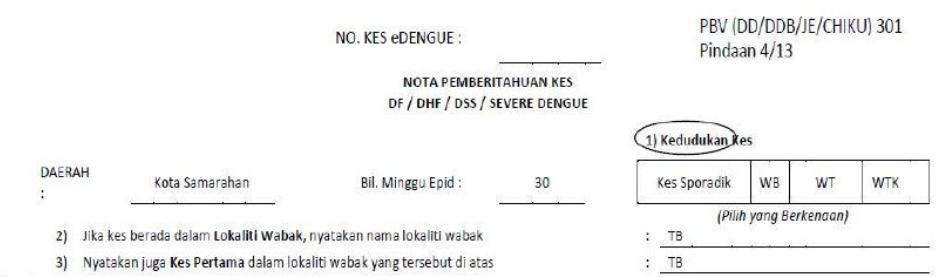 PBV (DD/DDB/JE/CHIKU) 301
NO. KES eDENGUE :
Pindaan 4/13
NOTA PEMBERITAHUAN KES
DF / DHF / DSS / SEVERE DENGUE
1) Kedudukan Kes
DAERAH : Kota Samarahan Bil. Minggu Epid : 30 Kes Sporadik WB WT WTK
(Pilih yang Berkenaan)
2) Jika kes berada dalam Lokaliti Wabak, nyatakan nama lokaliti wabak : TB
3) Nyatakan juga Kes Pertama dalam lokaliti wabak yang tersebut di atas : TB